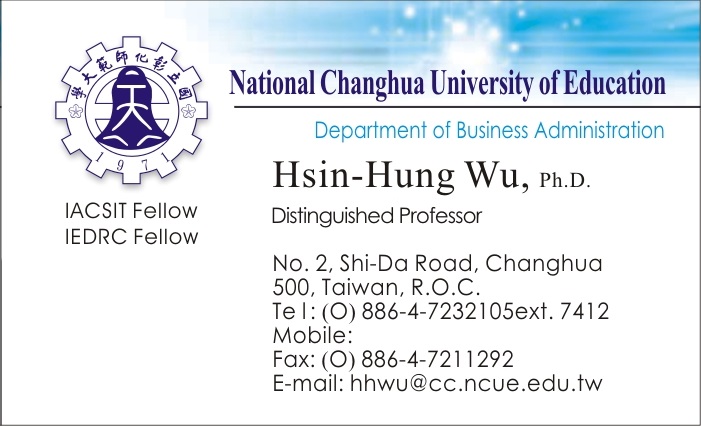 國立彰化師範大學
1971
IACSIT Fellow
IEDRC Fellow
National Changhua University of Education
Department of Business Administration
Hsin-Hung Wu, Ph.D.
Distinguished Professor
No. 2, Shi-Da Road, Changhua
500, Taiwan, R.O.C.
Tel: (O) 886-4-7232105ext. 7412
Mobile:
Fax: (O) 886-4-7211292
E-mail: hhwu@cc.ncue.edu.tw